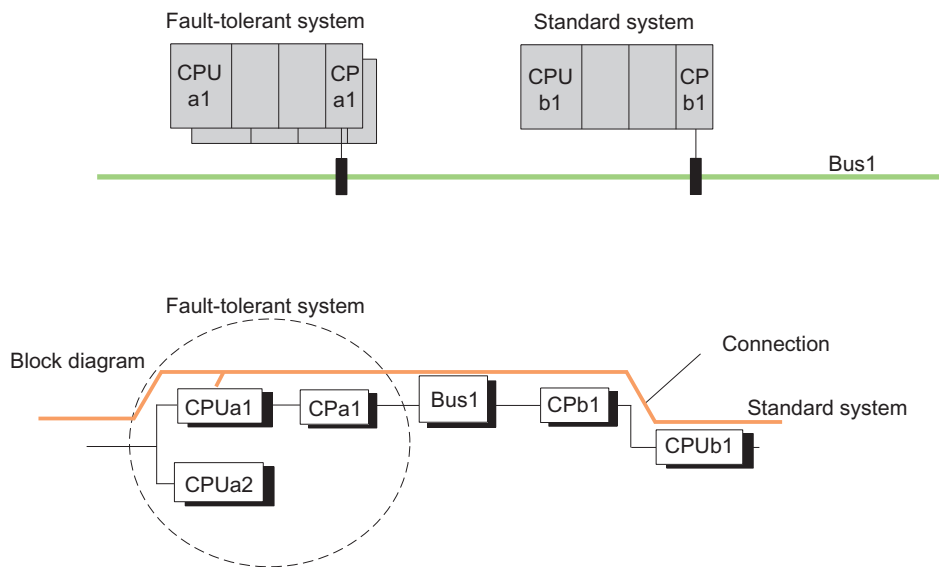 Fault-tolerant system
Standard system
CPU
a1
CP
a1
CPU
b1
CP
b1
Bus1
Fault-tolerant system
Block diagram
Connection
CPUa1
CPa1
Bus1
CPb1
Standard system
CPUb1
CPUa2